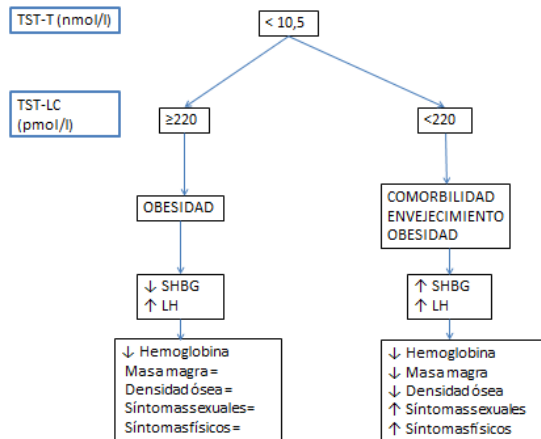 TST-T (nmol/l)
< 10,5
TST-LC
(pmol/l)
≥220
<220
OBESIDAD
COMORBILIDAD
ENVEJECIMIENTO
OBESIDAD
↓ SHBG
↑ LH
↑ SHBG
↑ LH
↓ Hemoglobina
Masa magra =
Densidad ósea =
Síntomassexuales=
Síntomasfísicos=
↓ Hemoglobina
↓ Masa magra
↓ Densidad ósea
↑ Síntomassexuales
↑ Síntomasfísicos